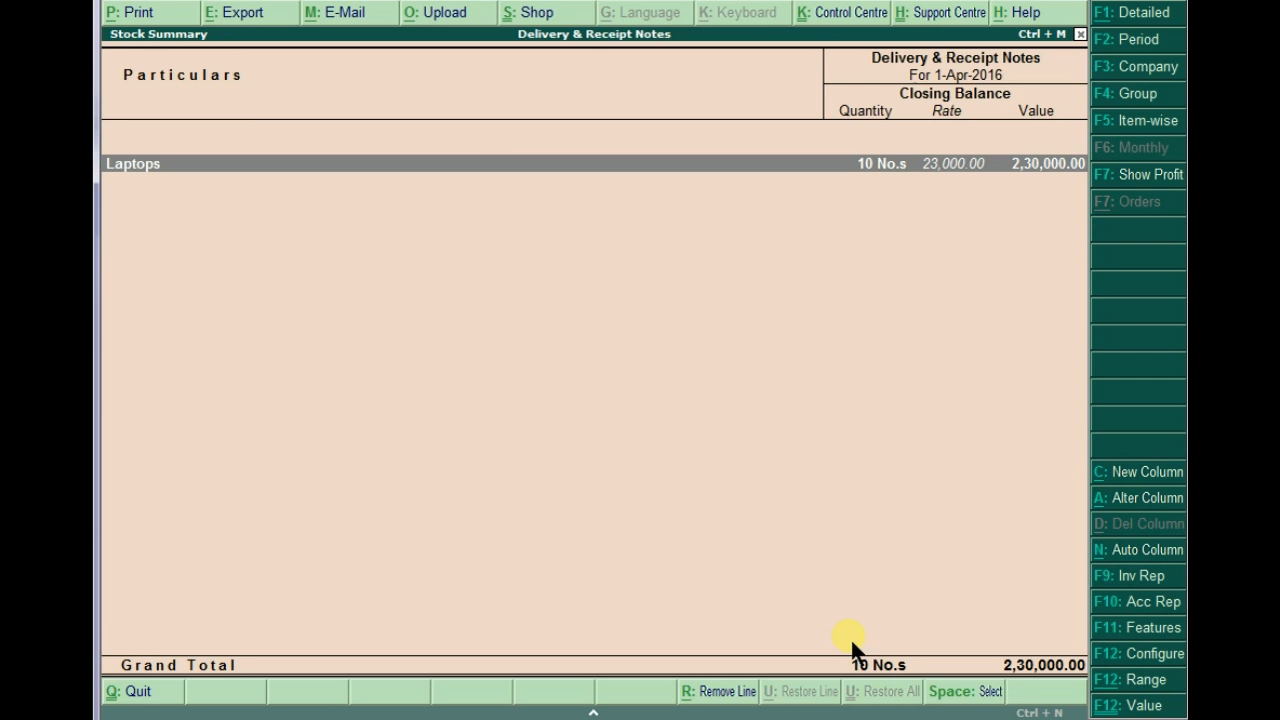 P: Print E: Export M: E-Mail O: Upload S: Shop G: Language K: Keyboard K: Control Centre H: Support Centre H: Help
Stock Summary Delivery & Receipt Notes Ctrl + M x
Particulars
Delivery & Receipt Notes
For 1-Apr-2016
Closing Balance
Quantity Rate Value
Laptops 10 No.s 23,000.00 2,30,000.00
Grand Total 10 No.s 2,30,000.00
Q: Quit R: Remove Line U: Restore Line U: Restore All Space: Select
Ctrl + N
F1: Detailed
F2: Period
F3: Company
F4: Group
F5: Item-wise
F6: Monthly
F7: Show Profit
F7: Orders
C: New Column
A: Alter Column
D: Del Column
N: Auto Column
F9: Inv Rep
F10: Acc Rep
F11: Features
F12: Configure
F12: Range
F12: Value